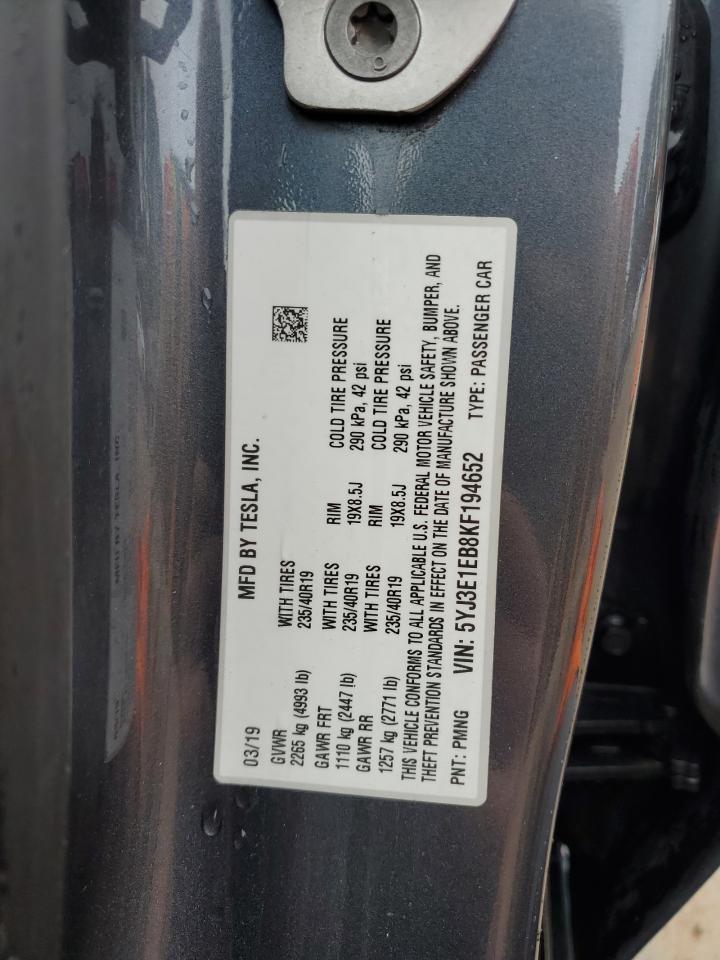 MFD BY TESLA, INC.
03/19
GVWR WITH TIRES
2265 kg (4993 lb) 235/40R19
GAWR FRT WITH TIRES RIM COLD TIRE PRESSURE
1110 kg (2447 lb) 235/40R19 19X8.5J 290 kPa, 42 psi
GAWR RR WITH TIRES RIM COLD TIRE PRESSURE
1257 kg (2771 lb) 235/40R19 19X8.5J 290 kPa, 42 psi
THIS VEHICLE CONFORMS TO ALL APPLICABLE U.S. FEDERAL MOTOR VEHICLE SAFETY, BUMPER, AND
THEFT PREVENTION STANDARDS IN EFFECT ON THE DATE OF MANUFACTURE SHOWN ABOVE.
PNT: PMNG VIN: 5YJ3E1EB8KF194652 TYPE: PASSENGER CAR